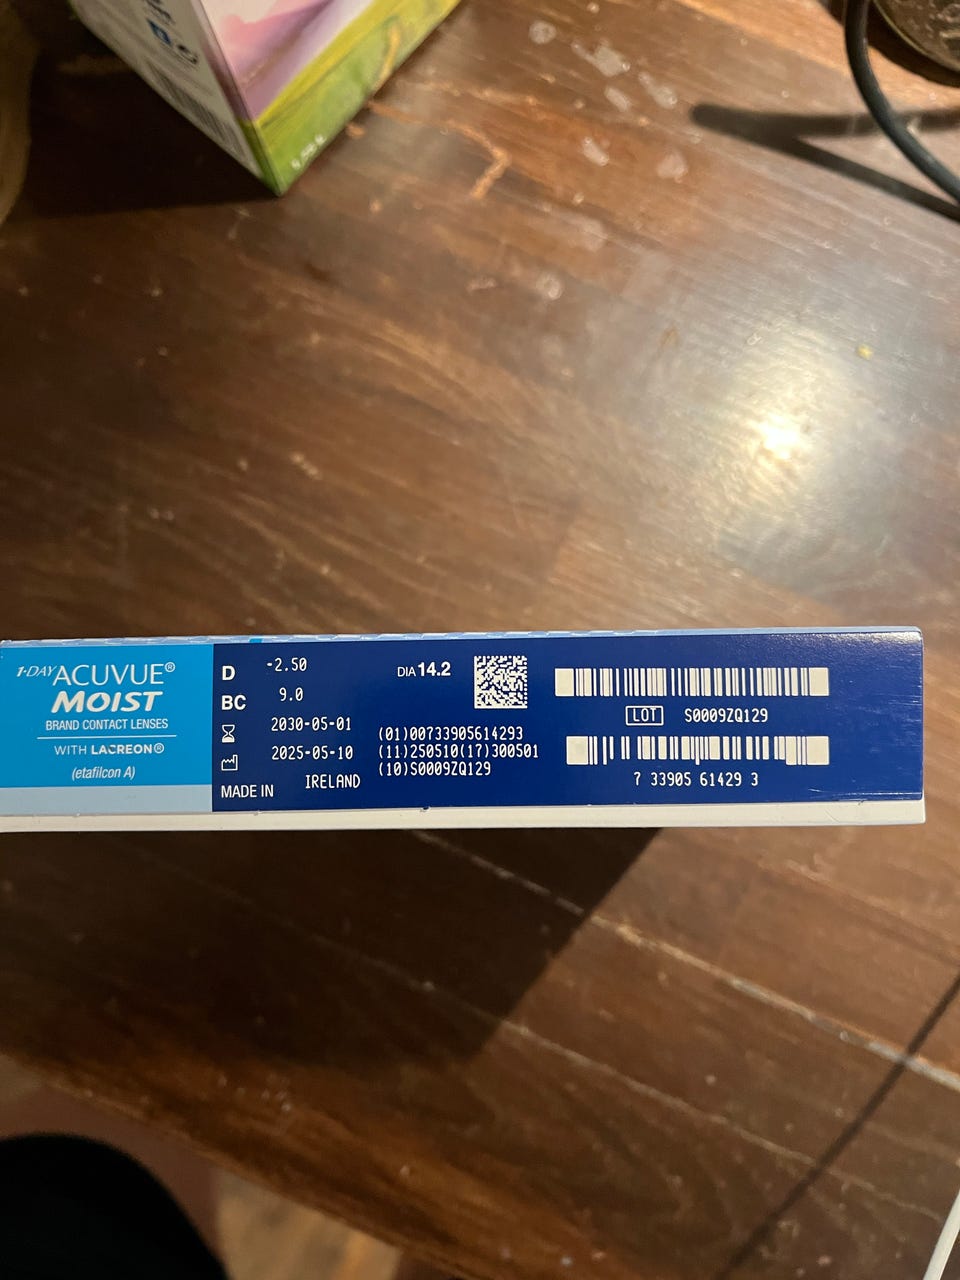 1·DAY ACUVUE®
MOIST
BRAND CONTACT LENSES
WITH LACREON®
(etafilcon A)
D -2.50
BC 9.0
2030-05-01
2025-05-10
MADE IN IRELAND
DIA 14.2
(01)00733905614293
(11)250510(17)300501
(10)S0009ZQ129
LOT S0009ZQ129
7 33905 61429 3